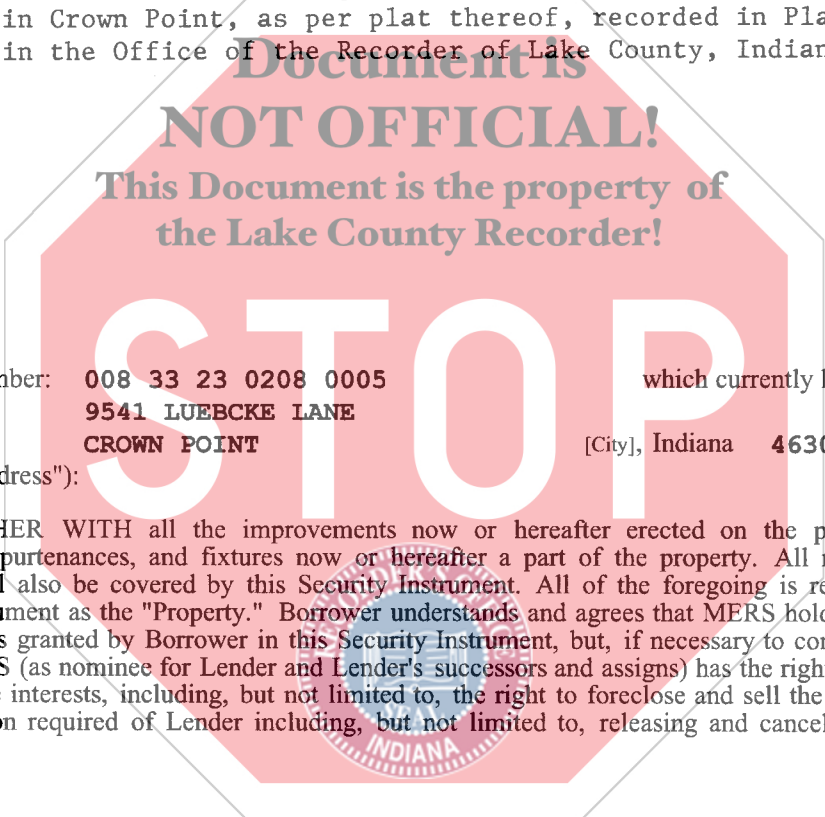 in Crown Point, as per plat thereof, recorded in Pla
in the Office of the Recorder of Lake County, Indian
Document is
NOT OFFICIAL!
This Document is the property of
the Lake County Recorder!
STOP
nber: 008 33 23 0208 0005 which currently
9541 LUEBCKE LANE
CROWN POINT [City], Indiana 4630
dress"):
HER WITH all the improvements now or hereafter erected on the p
purtenances, and fixtures now or hereafter a part of the property. All
l also be covered by this Security Instrument. All of the foregoing is re
ument as the "Property." Borrower understands and agrees that MERS hold
s granted by Borrower in this Security Instrument, but, if necessary to con
S (as nominee for Lender and Lender's successors and assigns) has the right
interests, including, but not limited to, the right to foreclose and sell the
on required of Lender including, but not limited to, releasing and cancel
SEAL
INDIANA